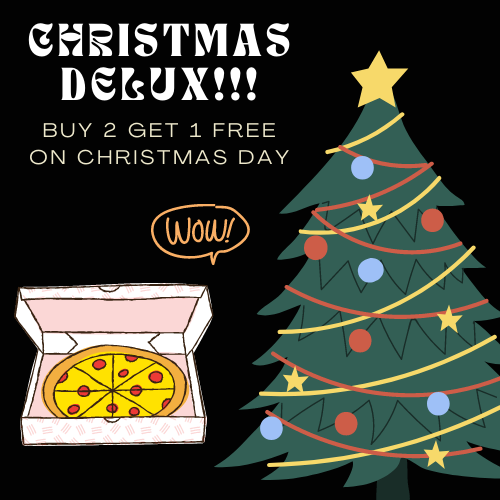 CHRISTMAS
DELUX!!!
BUY 2 GET 1 FREE
ON CHRISTMAS DAY
WOW!